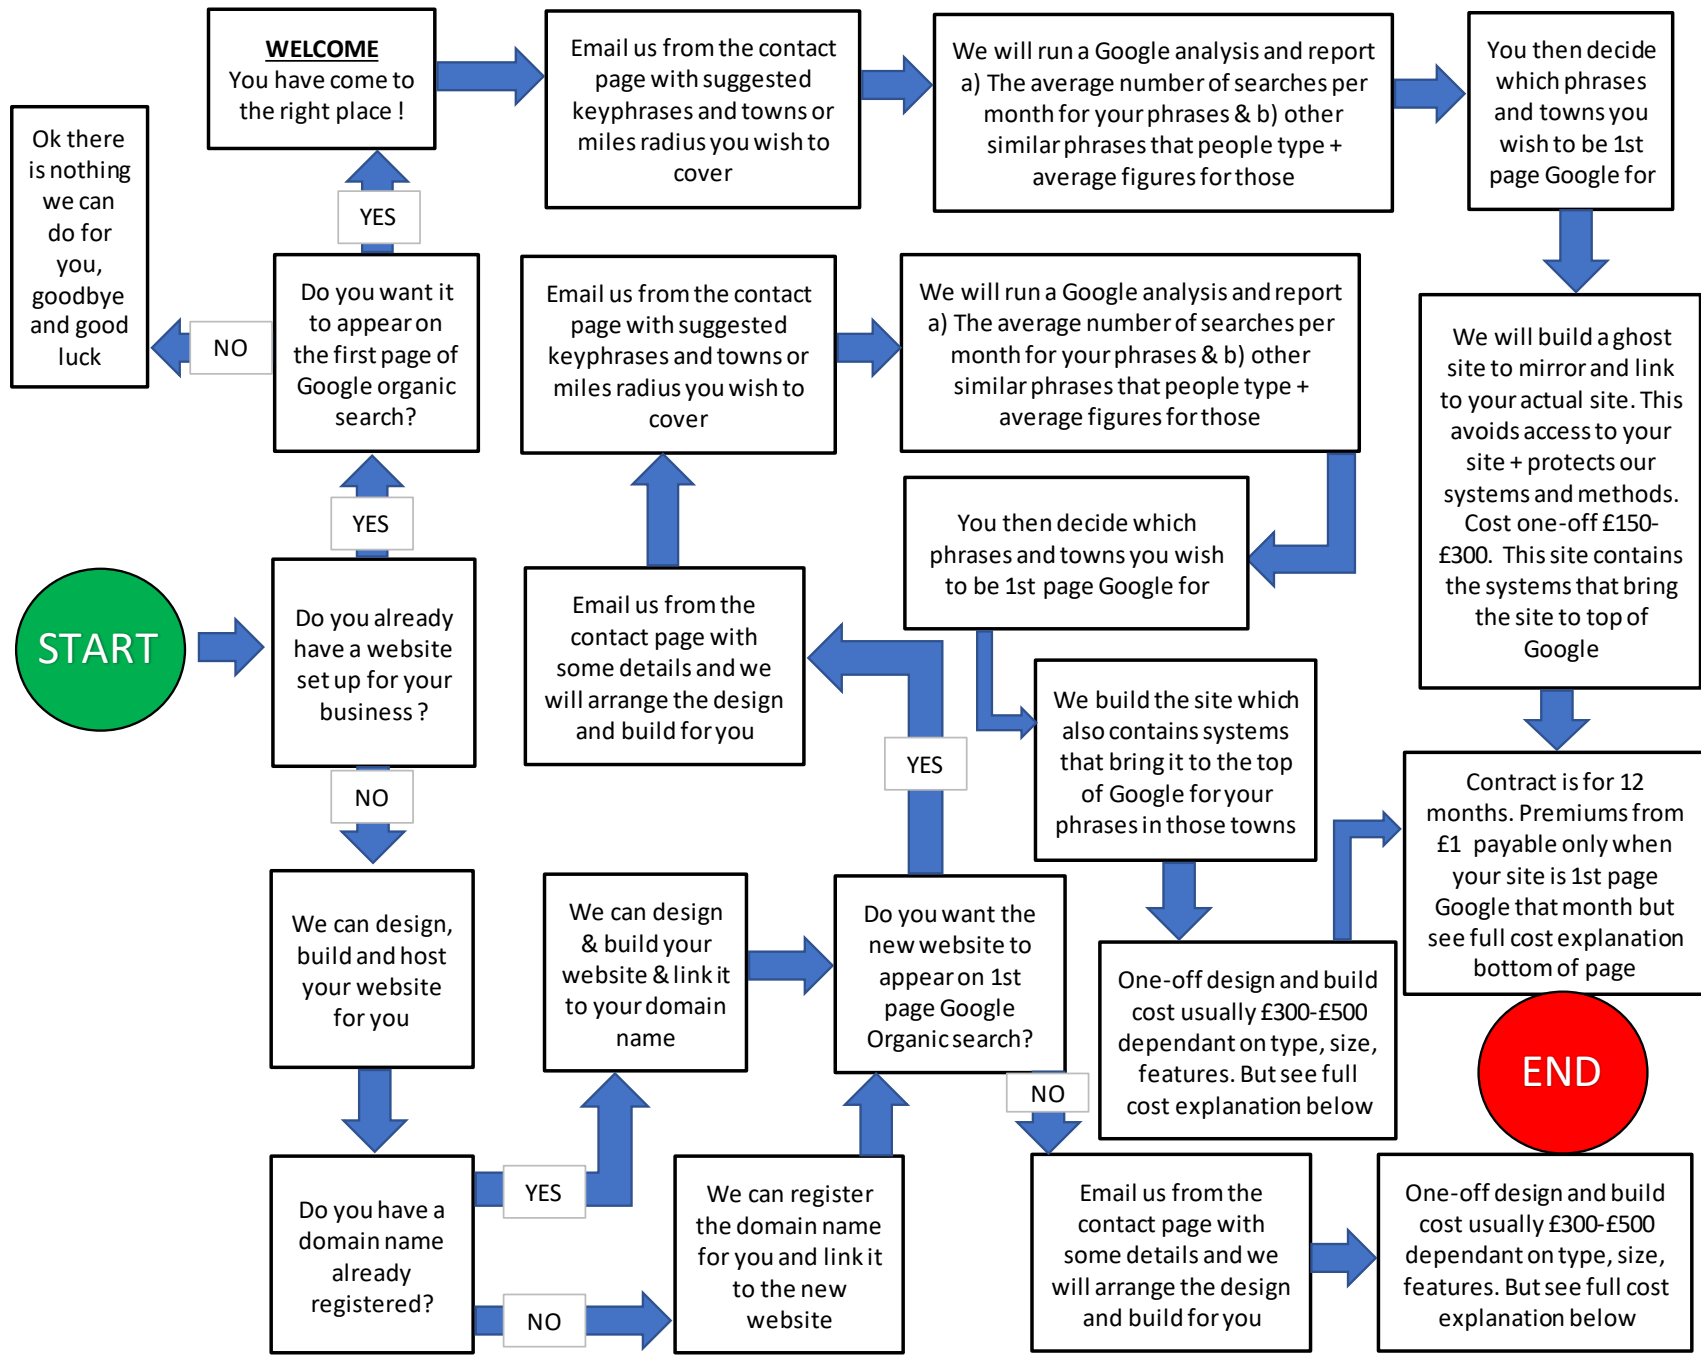 WELCOME
You have come to
the right place !
Email us from the contact
page with suggested
keyphrases and towns or
miles radius you wish to
cover
We will run a Google analysis and report
a) The average number of searches per
month for your phrases & b) other
similar phrases that people type +
average figures for those
You then decide
which phrases
and towns you
wish to be 1st
page Google for
Ok there
is nothing
we can
do for
you,
goodbye
and good
luck
YES
NO
Do you want it
to appear on
the first page of
Google organic
search?
Email us from the contact
page with suggested
keyphrases and towns or
miles radius you wish to
cover
We will run a Google analysis and report
a) The average number of searches per
month for your phrases & b) other
similar phrases that people type +
average figures for those
We will build a ghost
site to mirror and link
to your actual site. This
avoids access to your
site + protects our
systems and methods.
Cost one-off £150-
£300. This site contains
the systems that bring
the site to top of
Google
YES
You then decide which
phrases and towns you wish
to be 1st page Google for
START
Do you already
have a website
set up for your
business ?
Email us from the
contact page with
some details and we
will arrange the design
and build for you
We build the site which
also contains systems
that bring it to the top
of Google for your
phrases in those towns
YES
NO
Contract is for 12
months. Premiums from
£1 payable only when
your site is 1st page
Google that month but
see full cost explanation
bottom of page
We can design,
build and host
your website
for you
We can design
& build your
website & link it
to your domain
name
Do you want the
new website to
appear on 1st
page Google
Organic search?
One-off design and build
cost usually £300-£500
dependant on type, size,
features. But see full
cost explanation below
END
NO
Do you have a
domain name
already
registered?
YES
NO
We can register
the domain name
for you and link it
to the new
website
Email us from the
contact page with
some details and we
will arrange the design
and build for you
One-off design and build
cost usually £300-£500
dependant on type, size,
features. But see full cost
explanation below